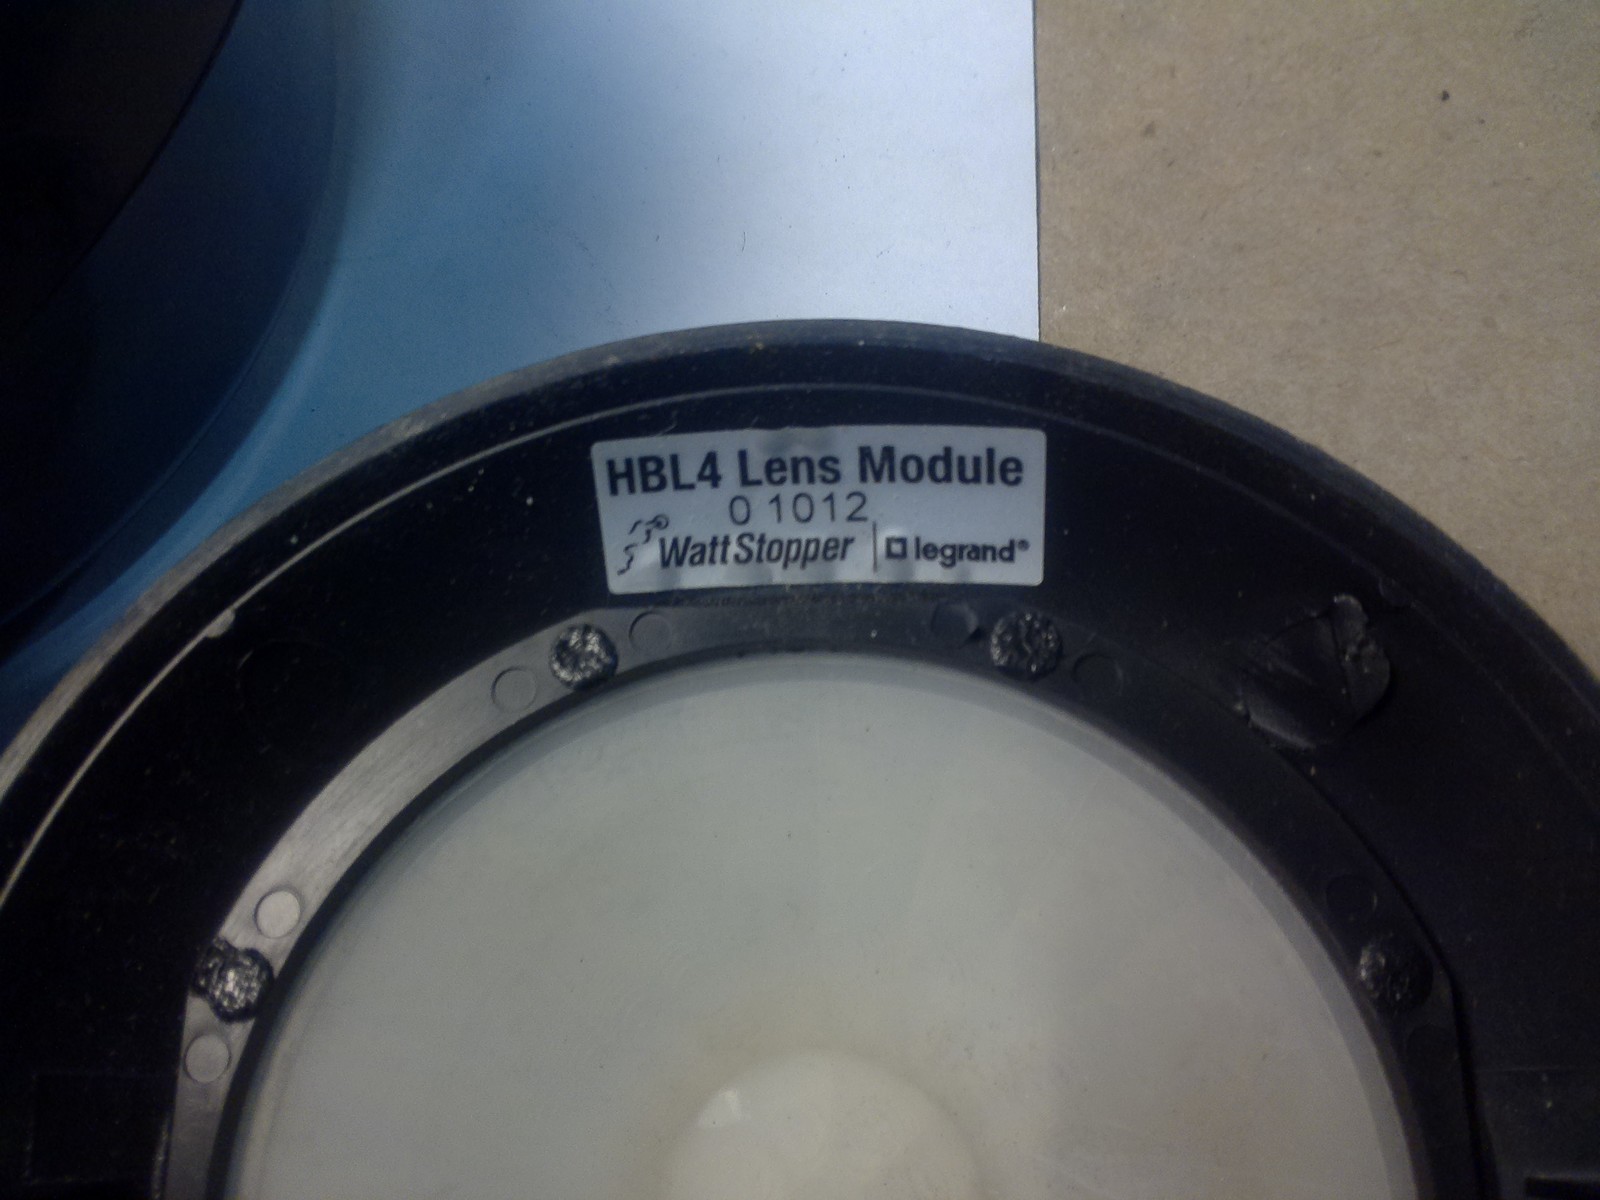 HBL4 Lens Module
0 1012
WattStopper legrand®